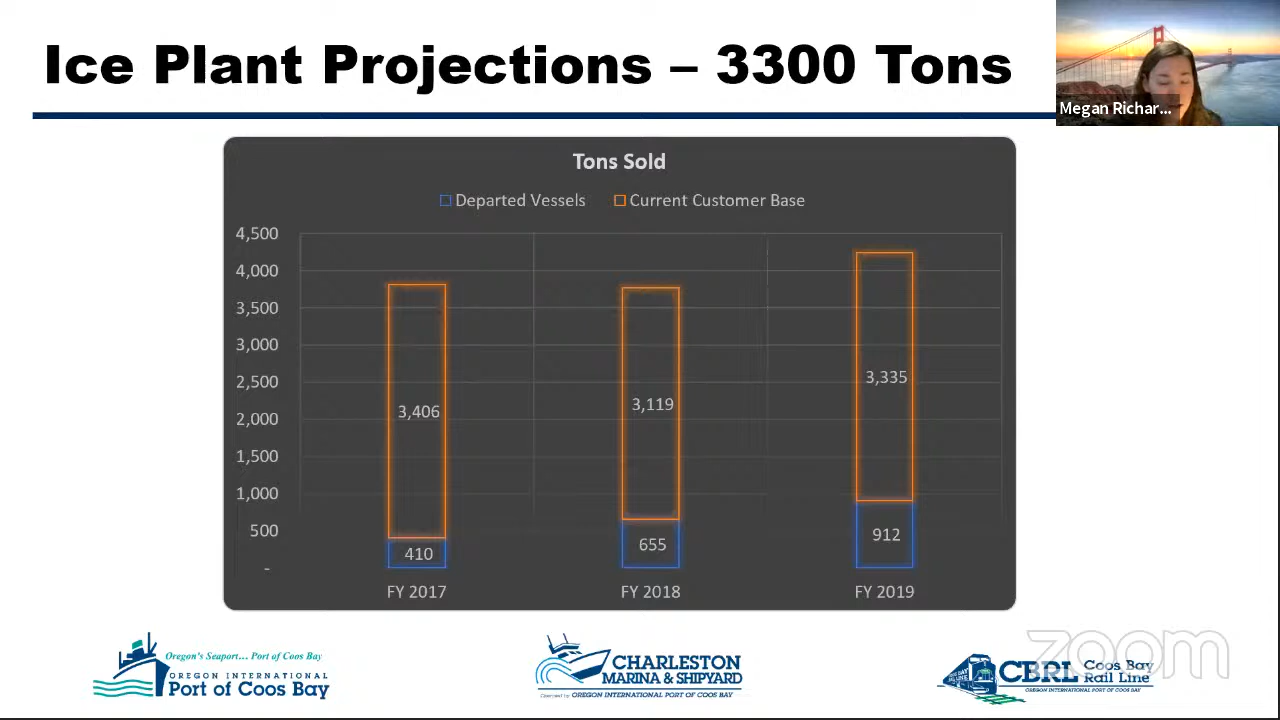 Ice Plant Projections – 3300 Tons
Megan Richar...
Tons Sold
Departed Vessels Current Customer Base
4,500
4,000
3,500
3,000
2,500
2,000
1,500
1,000
500
-
3,406
3,119
3,335
410
655
912
FY 2017 FY 2018 FY 2019
Oregon's Seaport... Port of Coos Bay
OREGON INTERNATIONAL
Port of Coos Bay
CHARLESTON
MARINA & SHIPYARD
Operated by OREGON INTERNATIONAL PORT OF COOS BAY
CBRL Coos Bay
Rail Line
OREGON INTERNATIONAL PORT OF COOS BAY
zoom